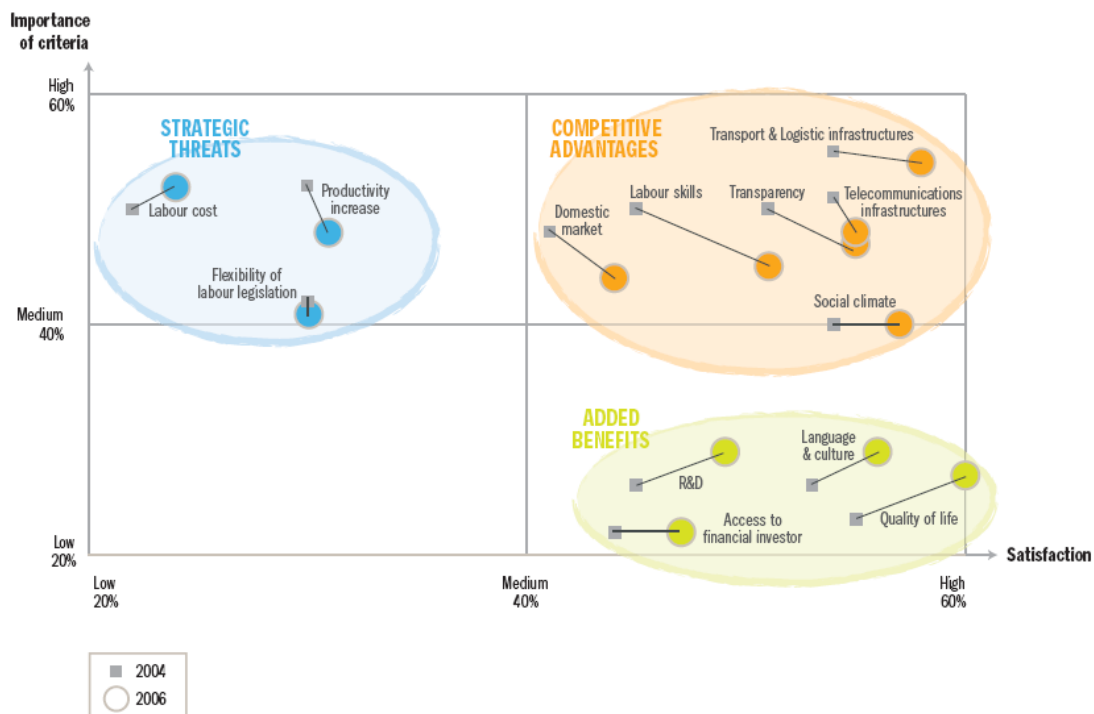 Importance
of criteria
High
60%
STRATEGIC
THREATS
COMPETITIVE
ADVANTAGES
Transport & Logistic infrastructures
Labour cost
Productivity
increase
Labour skills
Transparency
Telecommunications
infrastructures
Domestic
market
Flexibility of
labour legislation
Social climate
Medium
40%
ADDED
BENEFITS
Language
& culture
R&D
Access to
financial investor
Quality of life
Low
20%
Satisfaction
Low
20%
Medium
40%
High
60%
2004
2006